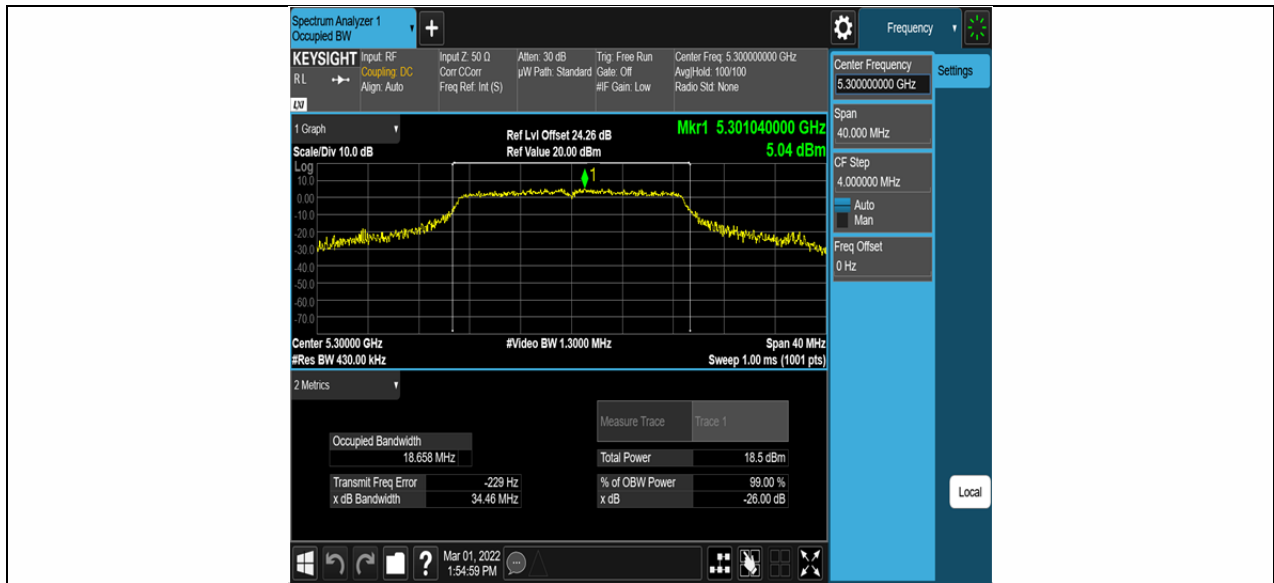 Spectrum Analyzer 1
Occupied BW
+
Frequency
KEYSIGHT
RL
LXI
Input: RF
Coupling: DC
Align: Auto
Input Z: 50 Ω
Corr CCorr
Freq Ref: Int (S)
Atten: 30 dB
µW Path: Standard
Trig: Free Run
Gate: Off
#IF Gain: Low
Center Freq: 5.300000000 GHz
Avg|Hold: 100/100
Radio Std: None
Center Frequency
5.300000000 GHz
Settings
Span
40.000 MHz
CF Step
4.000000 MHz
Auto
Man
Freq Offset
0 Hz
Local
1 Graph
Scale/Div 10.0 dB
Ref Lvl Offset 24.26 dB
Ref Value 20.00 dBm
Mkr1 5.301040000 GHz
5.04 dBm
Log
10.0
0.00
-10.0
-20.0
-30.0
-40.0
-50.0
-60.0
-70.0
1
Center 5.30000 GHz
#Res BW 430.00 kHz
#Video BW 1.3000 MHz
Span 40 MHz
Sweep 1.00 ms (1001 pts)
2 Metrics
Measure Trace
Trace 1
Occupied Bandwidth
18.658 MHz
Total Power
18.5 dBm
Transmit Freq Error
-229 Hz
% of OBW Power
99.00 %
x dB Bandwidth
34.46 MHz
x dB
-26.00 dB
?
Mar 01, 2022
1:54:59 PM